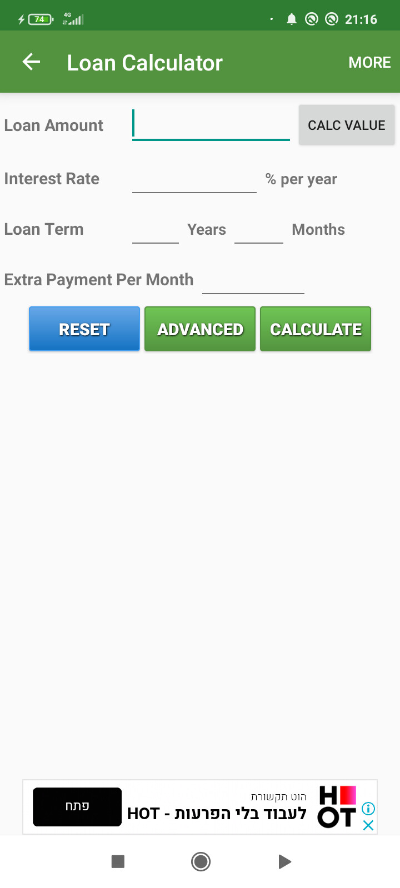 74
4G
21:16
Loan Calculator
MORE
Loan Amount
CALC VALUE
Interest Rate
% per year
Loan Term
Years
Months
Extra Payment Per Month
RESET
ADVANCED
CALCULATE
פתח
הוט תקשורת
לעבוד בלי הפרעות - HOT
HOT